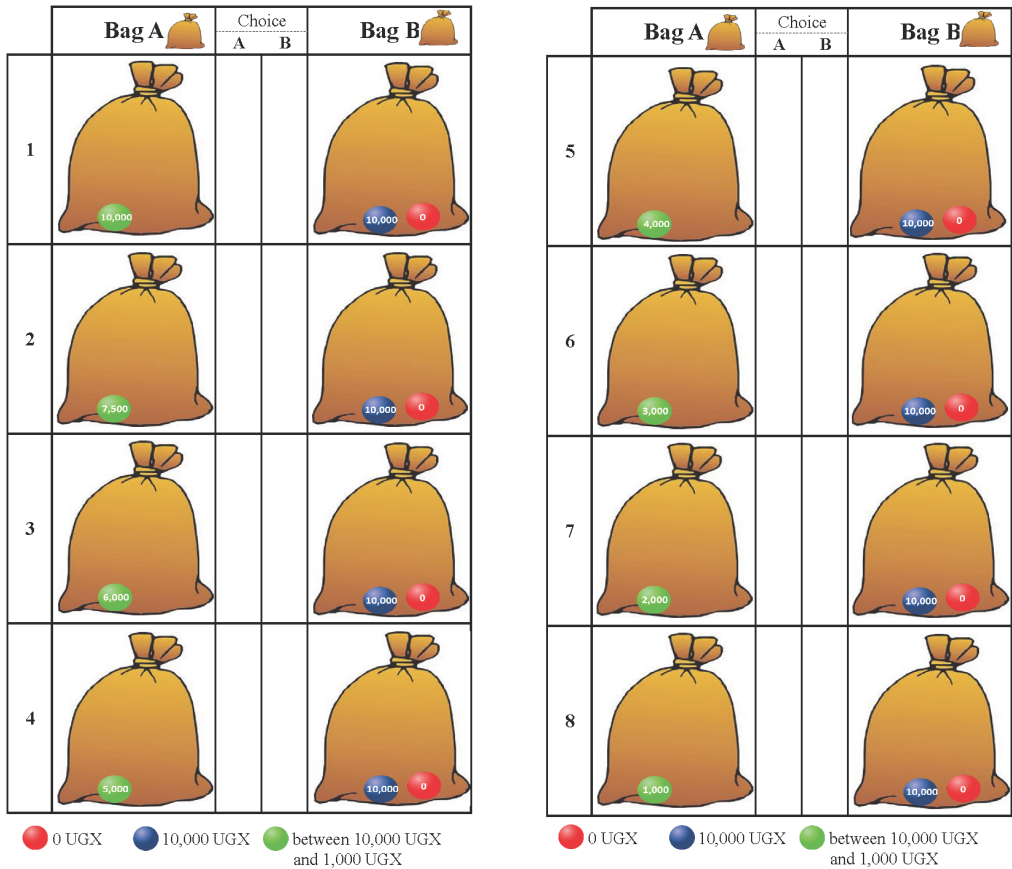 Bag A
Choice
A B
Bag B
1
10,000
10,000 0
2
7,500
10,000 0
3
6,000
10,000 0
4
5,000
10,000 0
0 UGX
10,000 UGX
between 10,000 UGX
and 1,000 UGX
Bag A
Choice
A B
Bag B
5
4,000
10,000 0
6
3,000
10,000 0
7
2,000
10,000 0
8
1,000
10,000 0
0 UGX
10,000 UGX
between 10,000 UGX
and 1,000 UGX